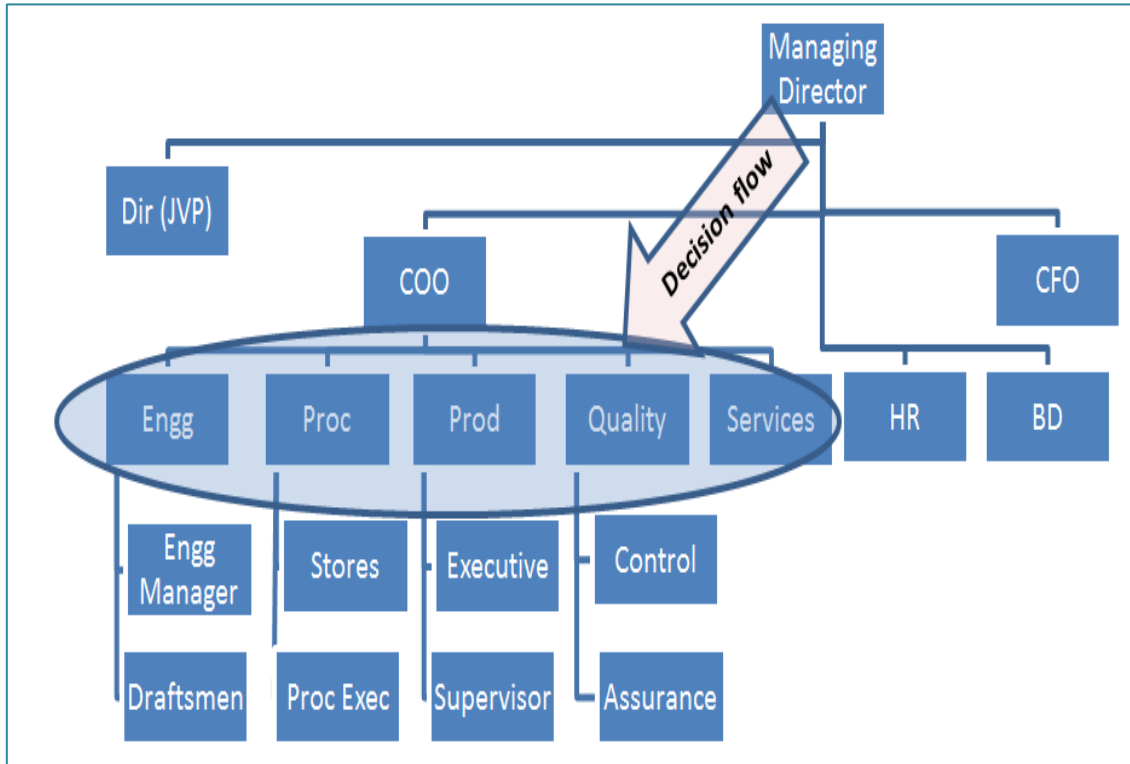 Managing
Director
Dir (JVP)
Decision flow
COO
CFO
Engg
Proc
Prod
Quality
Services
HR
BD
Engg
Manager
Stores
Executive
Control
Draftsmen
Proc Exec
Supervisor
Assurance